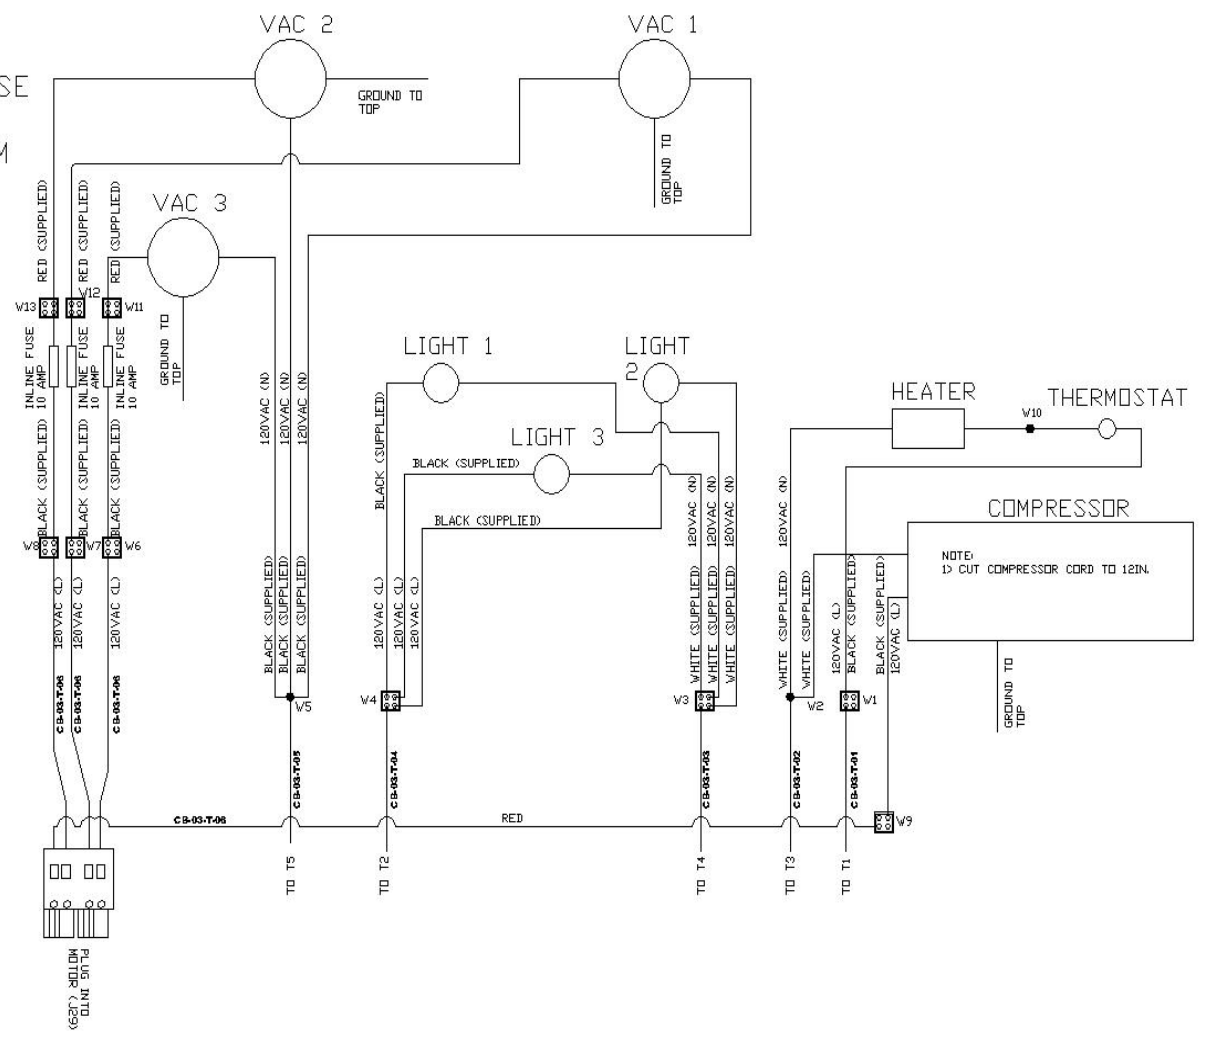 VAC 2
VAC 1
SE
GROUND TO
TOP
M
GROUND TO
TOP
RED (SUPPLIED)
RED (SUPPLIED)
RED (SUPPLIED)
VAC 3
W13
W12
W11
GROUND TO
TOP
INLINE FUSE
10 AMP
INLINE FUSE
10 AMP
INLINE FUSE
10 AMP
LIGHT 1
LIGHT
2
120VAC (N)
120VAC (N)
120VAC (N)
HEATER
W10
THERMOSTAT
BLACK (SUPPLIED)
LIGHT 3
BLACK (SUPPLIED)
BLACK (SUPPLIED)
BLACK (SUPPLIED)
BLACK (SUPPLIED)
BLACK (SUPPLIED)
120VAC (N)
120VAC (N)
120VAC (N)
120VAC (N)
COMPRESSOR
NOTE:
1) CUT COMPRESSOR CORD TO 12IN.
W8
W7
W6
120VAC (L)
120VAC (L)
120VAC (L)
BLACK (SUPPLIED)
BLACK (SUPPLIED)
BLACK (SUPPLIED)
120VAC (L)
120VAC (L)
120VAC (L)
WHITE (SUPPLIED)
WHITE (SUPPLIED)
WHITE (SUPPLIED)
WHITE (SUPPLIED)
WHITE (SUPPLIED)
120VAC (L)
BLACK (SUPPLIED)
BLACK (SUPPLIED)
120VAC (L)
GROUND TO
TOP
CB-03-T-06
CB-03-T-06
CB-03-T-06
W5
W4
W3
W2
W1
CB-03-T-05
CB-03-T-04
CB-03-T-03
CB-03-T-02
CB-03-T-01
CB-03-T-06
RED
W9
TO T5
TO T2
TO T4
TO T3
TO T1
PLUG INTO
MOTOR (J29)